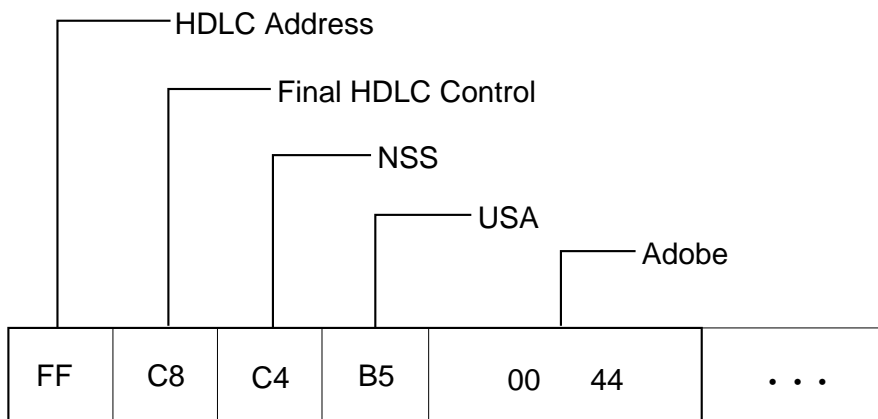 HDLC Address
Final HDLC Control
NSS
USA
Adobe
FF C8 C4 B5 00 44 . . .